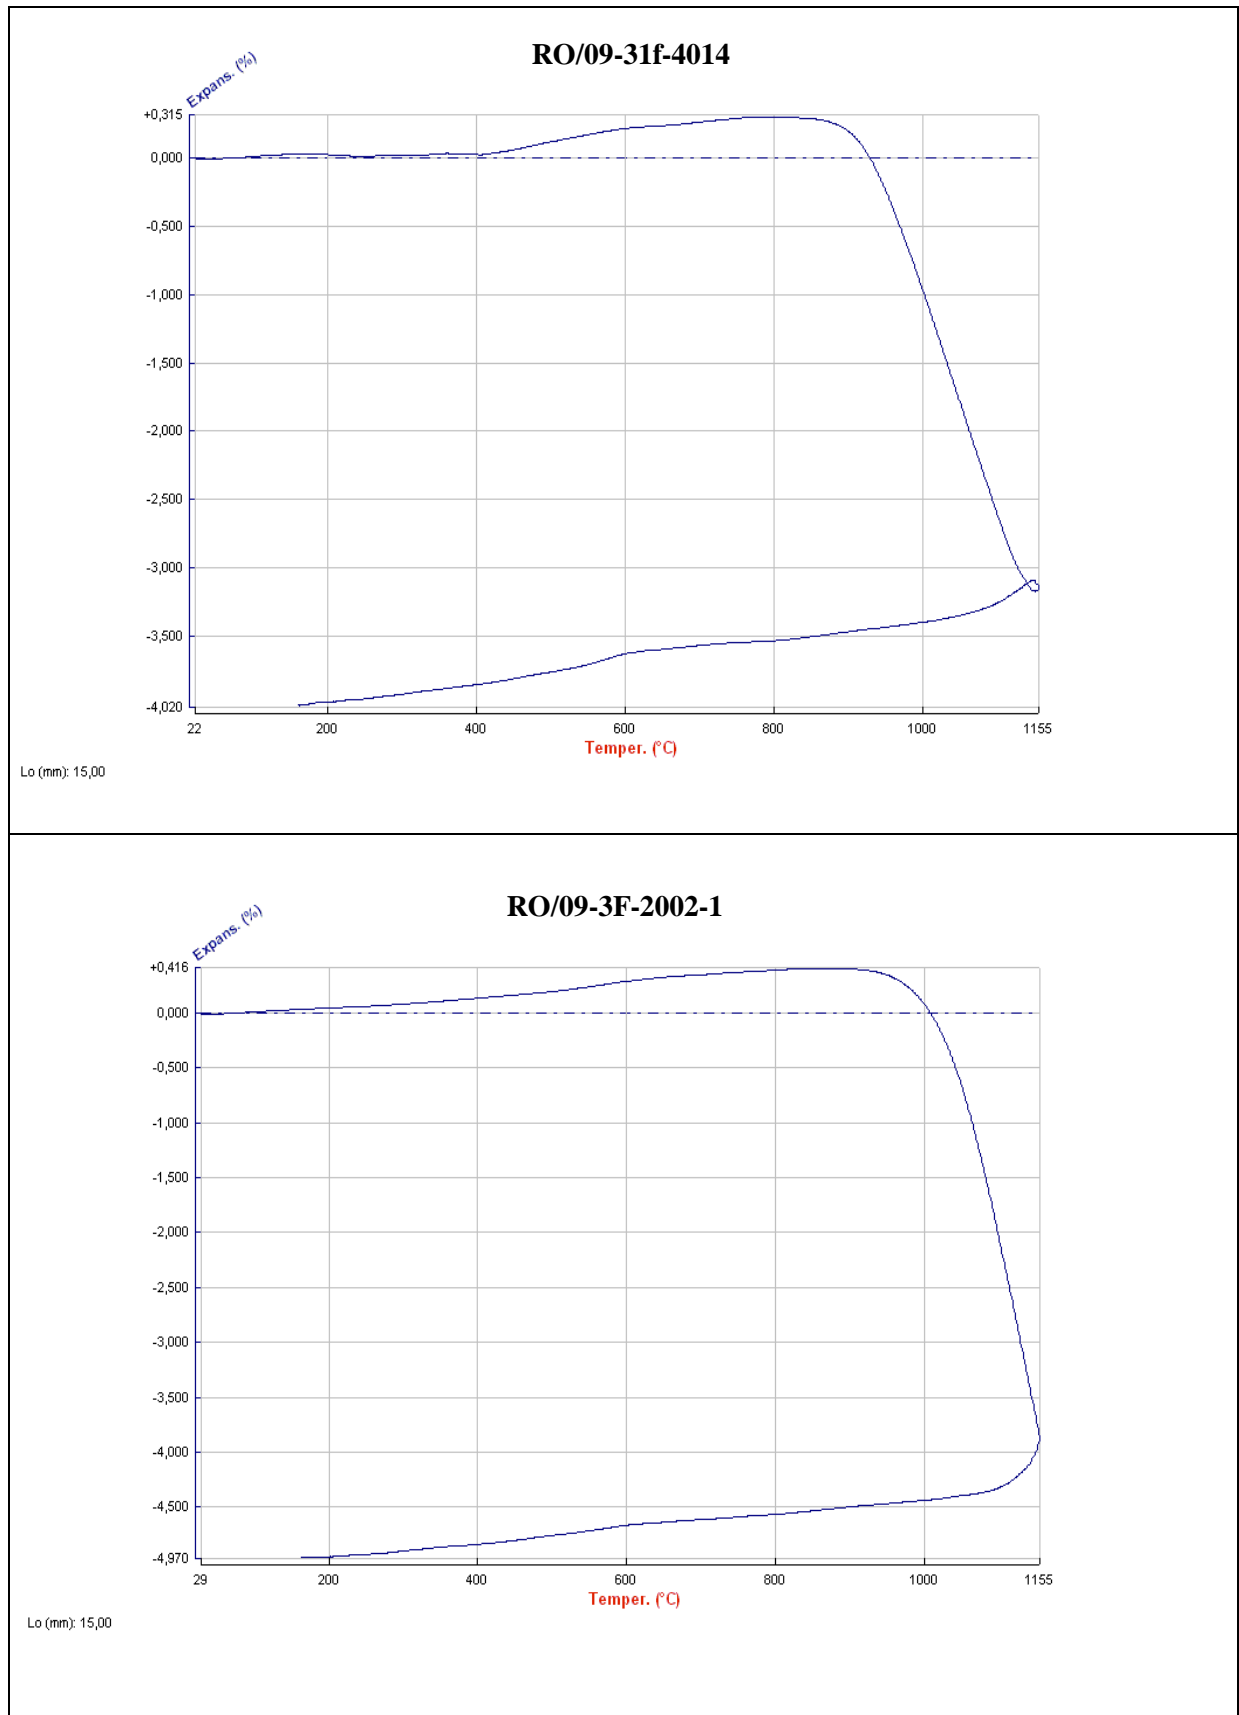 RO/09-31f-4014
Expans. (%)
+0,315
0,000
-0,500
-1,000
-1,500
-2,000
-2,500
-3,000
-3,500
-4,020
22 200 400 600 800 1000 1155
Temper. (°C)
Lo (mm): 15,00
RO/09-3F-2002-1
Expans. (%)
+0,416
0,000
-0,500
-1,000
-1,500
-2,000
-2,500
-3,000
-3,500
-4,000
-4,500
-4,970
29 200 400 600 800 1000 1155
Temper. (°C)
Lo (mm): 15,00